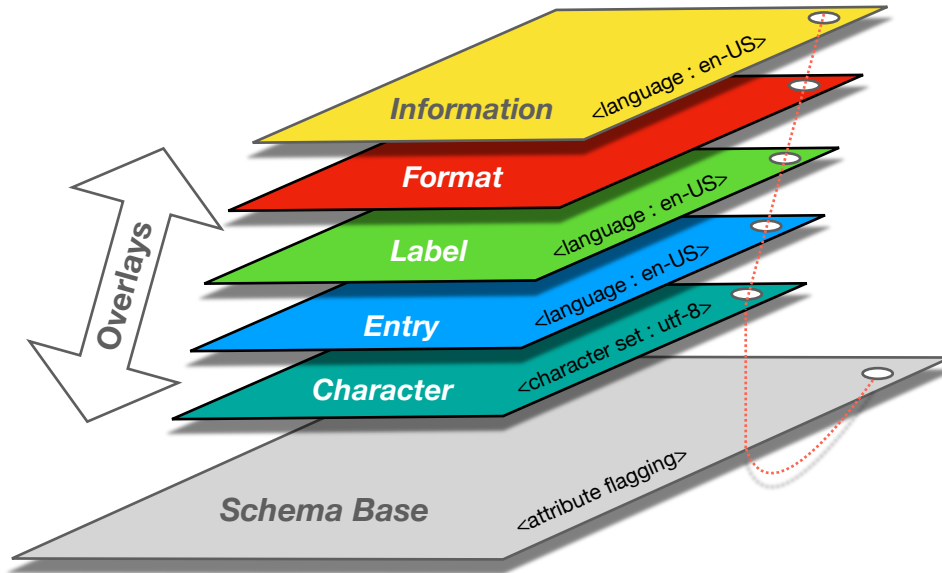 Information
<language : en-US>
Format
Label
<language : en-US>
Entry
<language : en-US>
Character
<character set : utf-8>
Schema Base
<attribute flagging>
Overlays